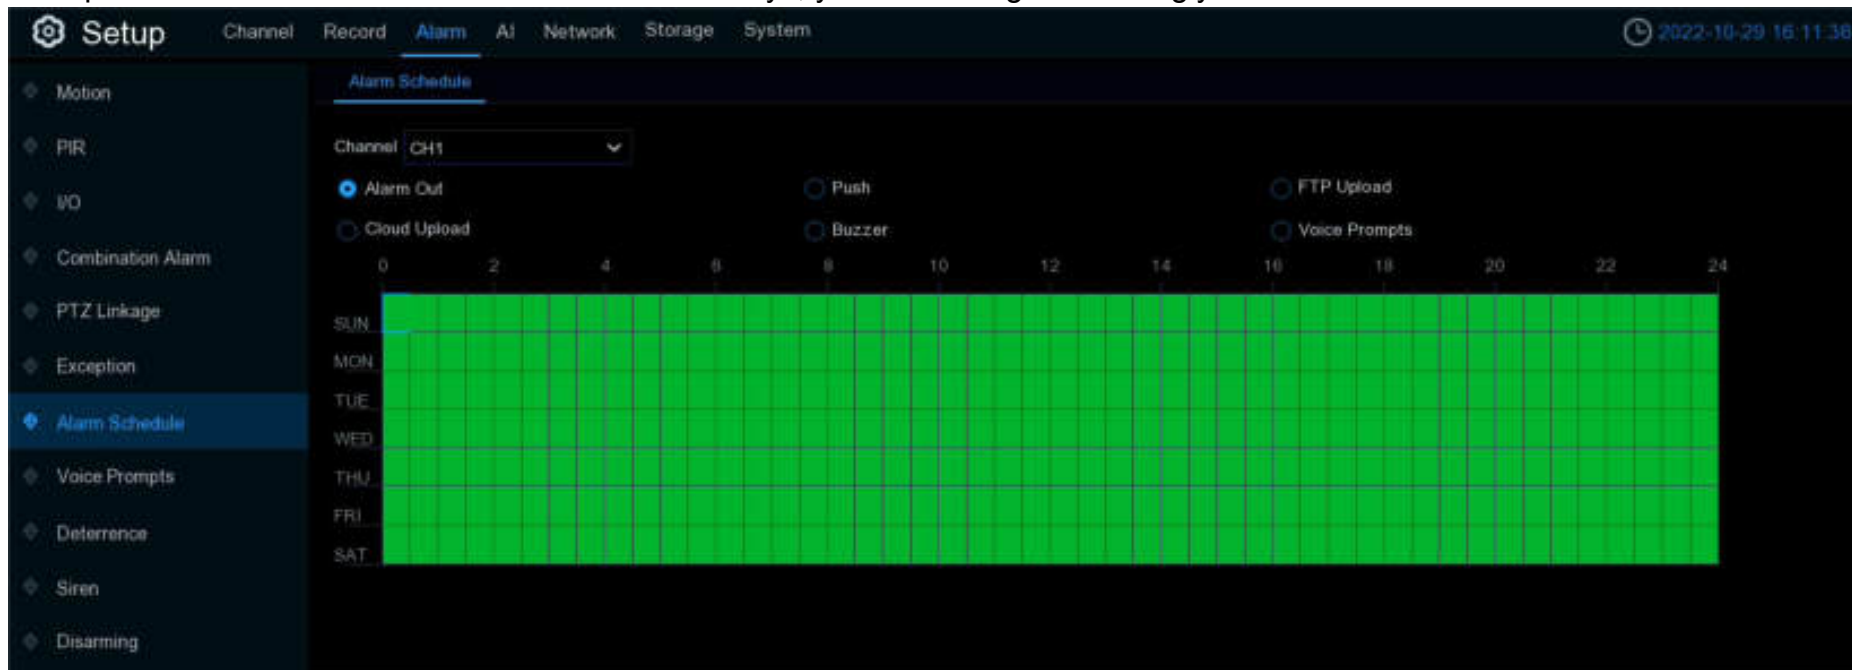 Setup Channel Record Alarm AI Network Storage System 2022-10-29 16:11:36
Alarm Schedule
Motion
PIR
I/O
Combination Alarm
PTZ Linkage
Exception
Alarm Schedule
Voice Prompts
Deterrence
Siren
Disarming
Channel CH1
Alarm Out Push FTP Upload
Cloud Upload Buzzer Voice Prompts
0 2 4 6 8 10 12 14 16 18 20 22 24
SUN
MON
TUE
WED
THU
FRI
SAT